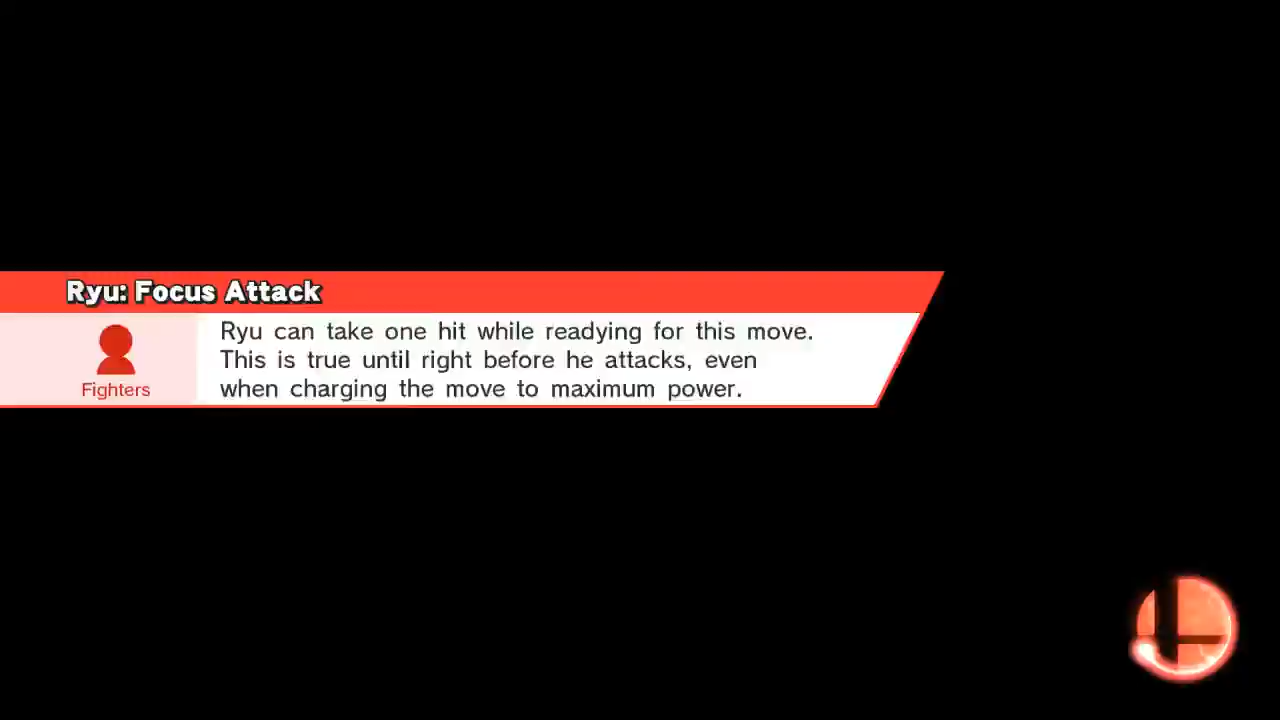 Ryu: Focus Attack
Ryu can take one hit while readying for this move.
This is true until right before he attacks, even
when charging the move to maximum power.
Fighters